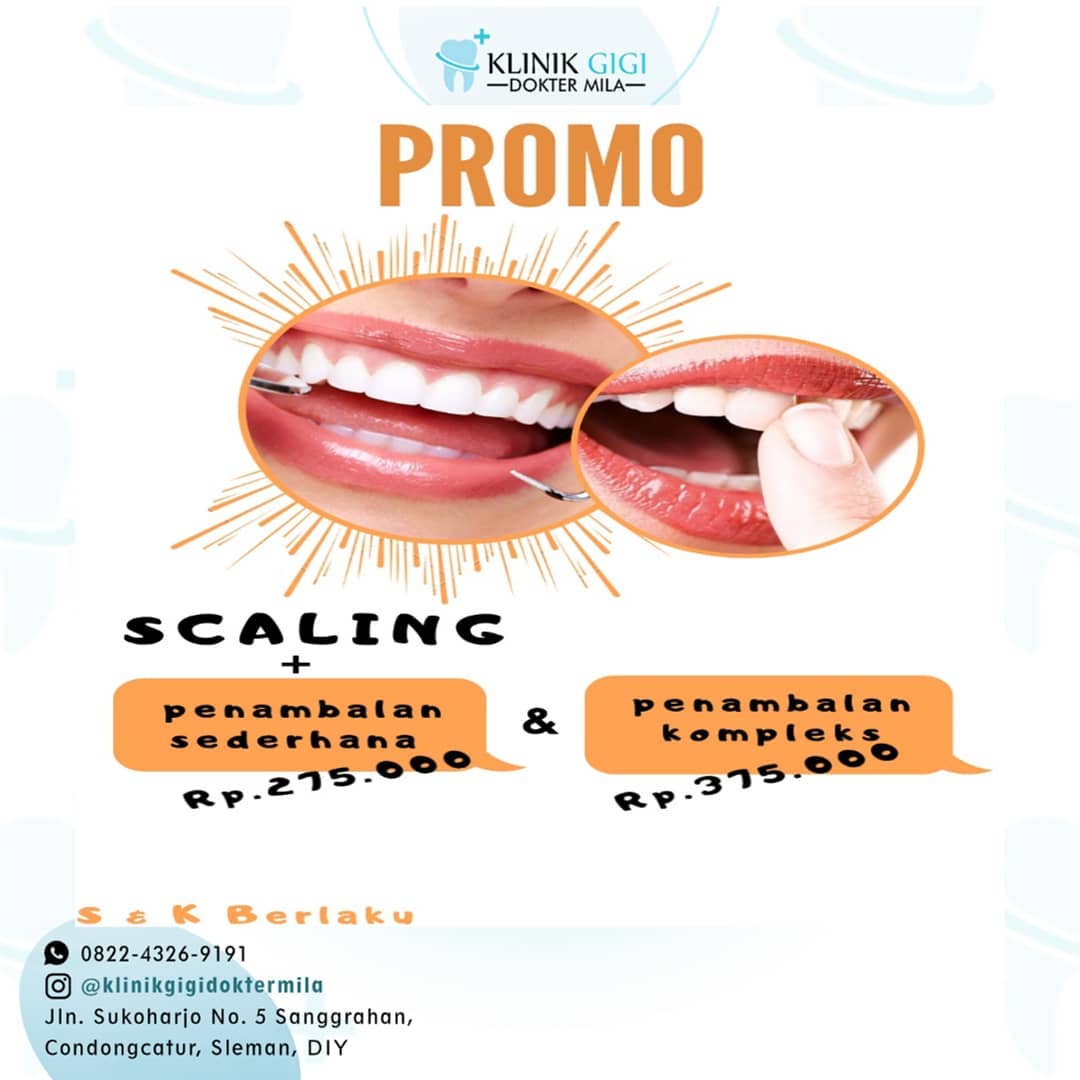 KLINIK GIGI
DOKTER MILA
PROMO
SCALING
+
penambalan
sederhana
Rp.275.000
&
penambalan
kompleks
Rp.375.000
S & K Berlaku
0822-4326-9191
@klinikgigidoktermila
Jln. Sukoharjo No. 5 Sanggrahan,
Condongcatur, Sleman, DIY